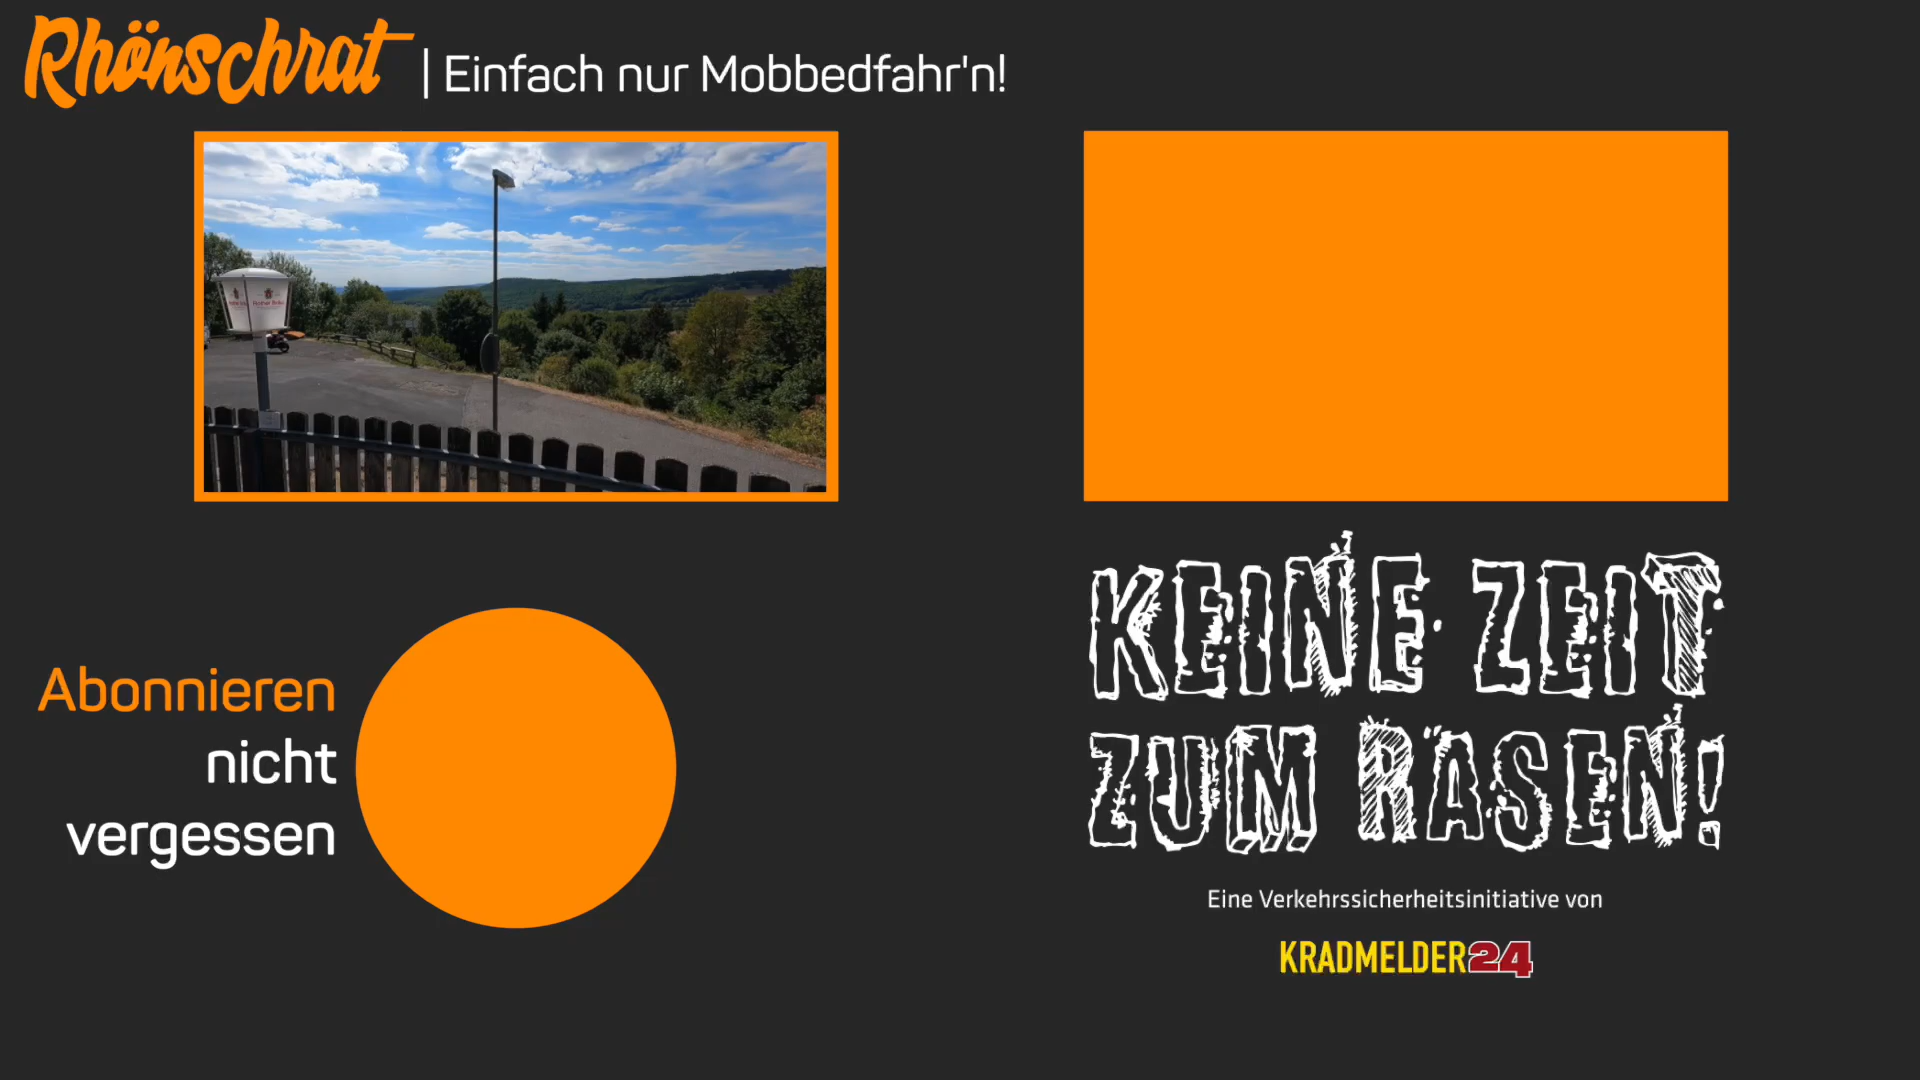 Rhönschrat | Einfach nur Mobbedfahr'n!
Abonnieren
nicht
vergessen
KEINE ZEIT
ZUM RASEN!
Eine Verkehrssicherheitsinitiative von
KRADMELDER24